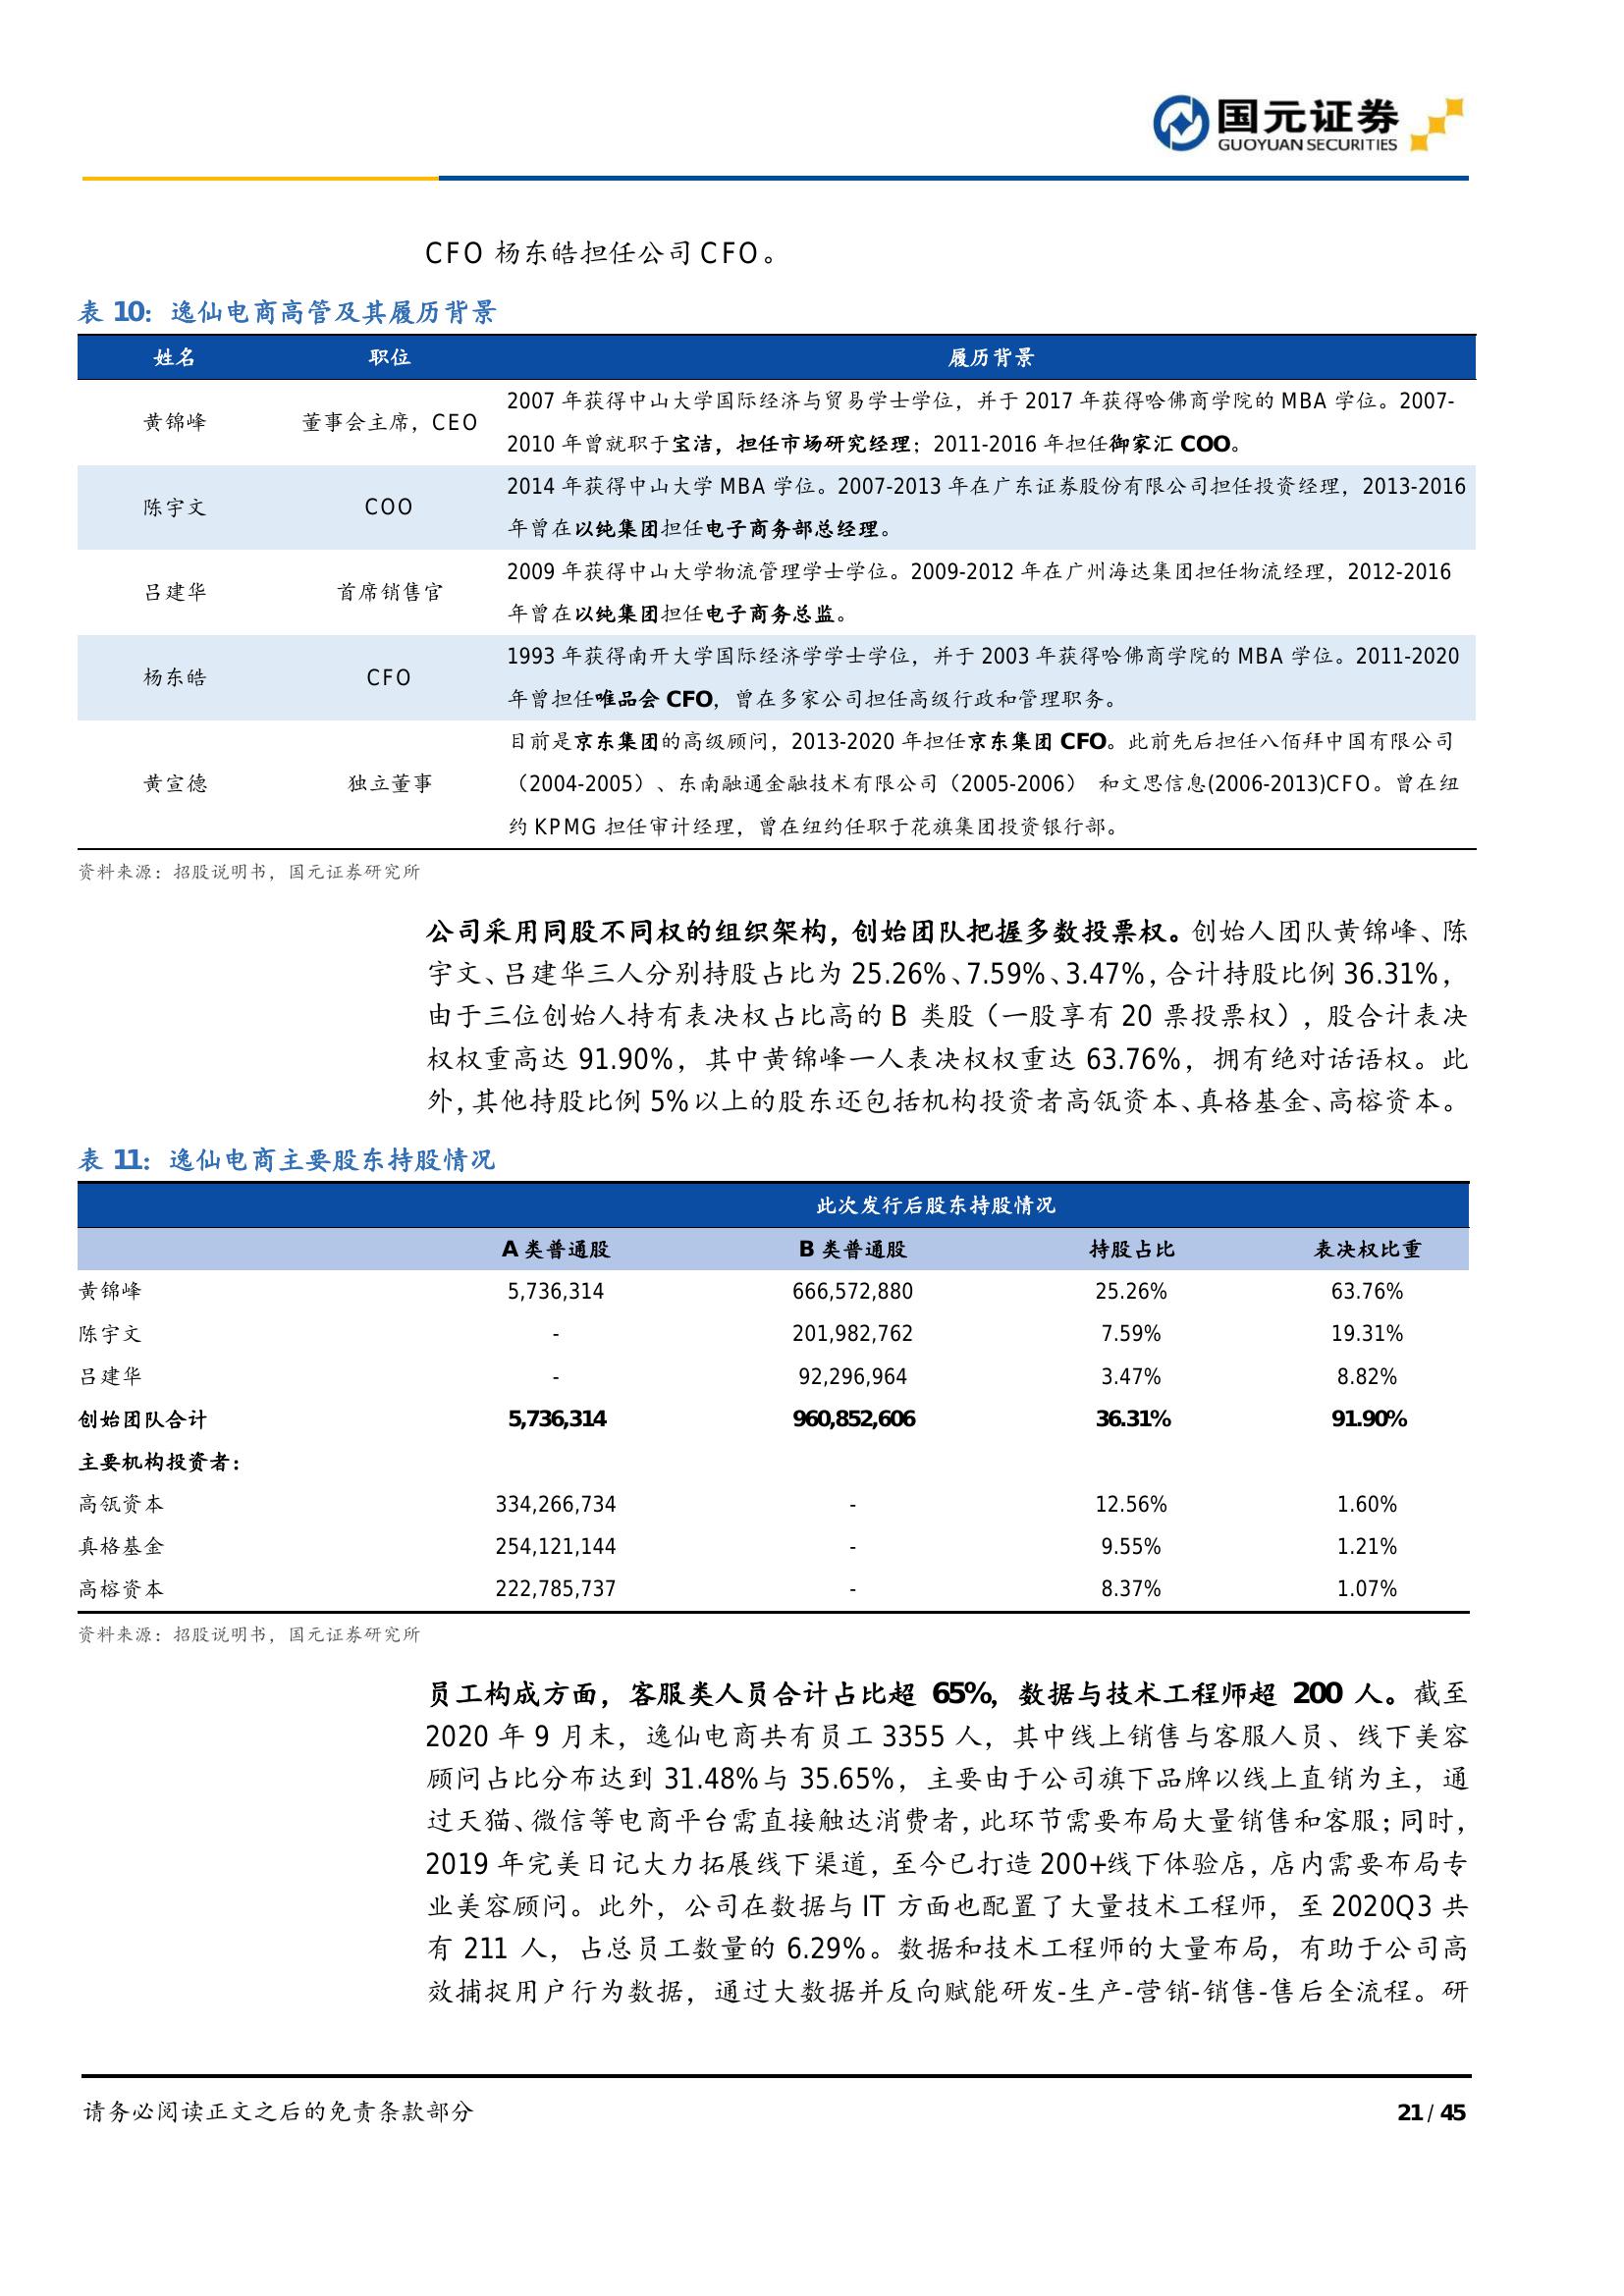 国元证券
GUOYUAN SECURITIES
CFO 杨东皓担任公司 CFO。
表 10：逸仙电商高管及其履历背景
姓名 职位 履历背景
黄锦峰 董事会主席，CEO 2007 年获得中山大学国际经济与贸易学士学位，并于 2017 年获得哈佛商学院的 MBA 学位。2007-
2010 年曾就职于宝洁，担任市场研究经理；2011-2016 年担任御家汇 COO。
陈宇文 COO 2014 年获得中山大学 MBA 学位。2007-2013 年在广东证券股份有限公司担任投资经理，2013-2016
年曾在以纯集团担任电子商务部总经理。
吕建华 首席销售官 2009 年获得中山大学物流管理学士学位。2009-2012 年在广州海达集团担任物流经理，2012-2016
年曾在以纯集团担任电子商务总监。
杨东皓 CFO 1993 年获得南开大学国际经济学学士学位，并于 2003 年获得哈佛商学院的 MBA 学位。2011-2020
年曾担任唯品会 CFO，曾在多家公司担任高级行政和管理职务。
黄宣德 独立董事 目前是京东集团的高级顾问，2013-2020 年担任京东集团 CFO。此前先后担任八佰拜中国有限公司
（2004-2005）、东南融通金融技术有限公司（2005-2006） 和文思信息(2006-2013)CFO。曾在纽
约 KPMG 担任审计经理，曾在纽约任职于花旗集团投资银行部。
资料来源：招股说明书，国元证券研究所
公司采用同股不同权的组织架构，创始团队把握多数投票权。创始人团队黄锦峰、陈
宇文、吕建华三人分别持股占比为 25.26%、7.59%、3.47%，合计持股比例 36.31%，
由于三位创始人持有表决权占比高的 B 类股（一股享有 20 票投票权），股合计表决
权权重高达 91.90%，其中黄锦峰一人表决权权重达 63.76%，拥有绝对话语权。此
外，其他持股比例 5%以上的股东还包括机构投资者高瓴资本、真格基金、高榕资本。
表 11：逸仙电商主要股东持股情况
此次发行后股东持股情况
A 类普通股 B 类普通股 持股占比 表决权比重
黄锦峰 5,736,314 666,572,880 25.26% 63.76%
陈宇文 - 201,982,762 7.59% 19.31%
吕建华 - 92,296,964 3.47% 8.82%
创始团队合计 5,736,314 960,852,606 36.31% 91.90%
主要机构投资者：
高瓴资本 334,266,734 - 12.56% 1.60%
真格基金 254,121,144 - 9.55% 1.21%
高榕资本 222,785,737 - 8.37% 1.07%
资料来源：招股说明书，国元证券研究所
员工构成方面，客服类人员合计占比超 65%，数据与技术工程师超 200 人。截至
2020 年 9 月末，逸仙电商共有员工 3355 人，其中线上销售与客服人员、线下美容
顾问占比分布达到 31.48%与 35.65%，主要由于公司旗下品牌以线上直销为主，通
过天猫、微信等电商平台需直接触达消费者，此环节需要布局大量销售和客服；同时，
2019 年完美日记大力拓展线下渠道，至今已打造 200+线下体验店，店内需要布局专
业美容顾问。此外，公司在数据与 IT 方面也配置了大量技术工程师，至 2020Q3 共
有 211 人，占总员工数量的 6.29%。数据和技术工程师的大量布局，有助于公司高
效捕捉用户行为数据，通过大数据并反向赋能研发-生产-营销-销售-售后全流程。研
请务必阅读正文之后的免责条款部分 21 / 45